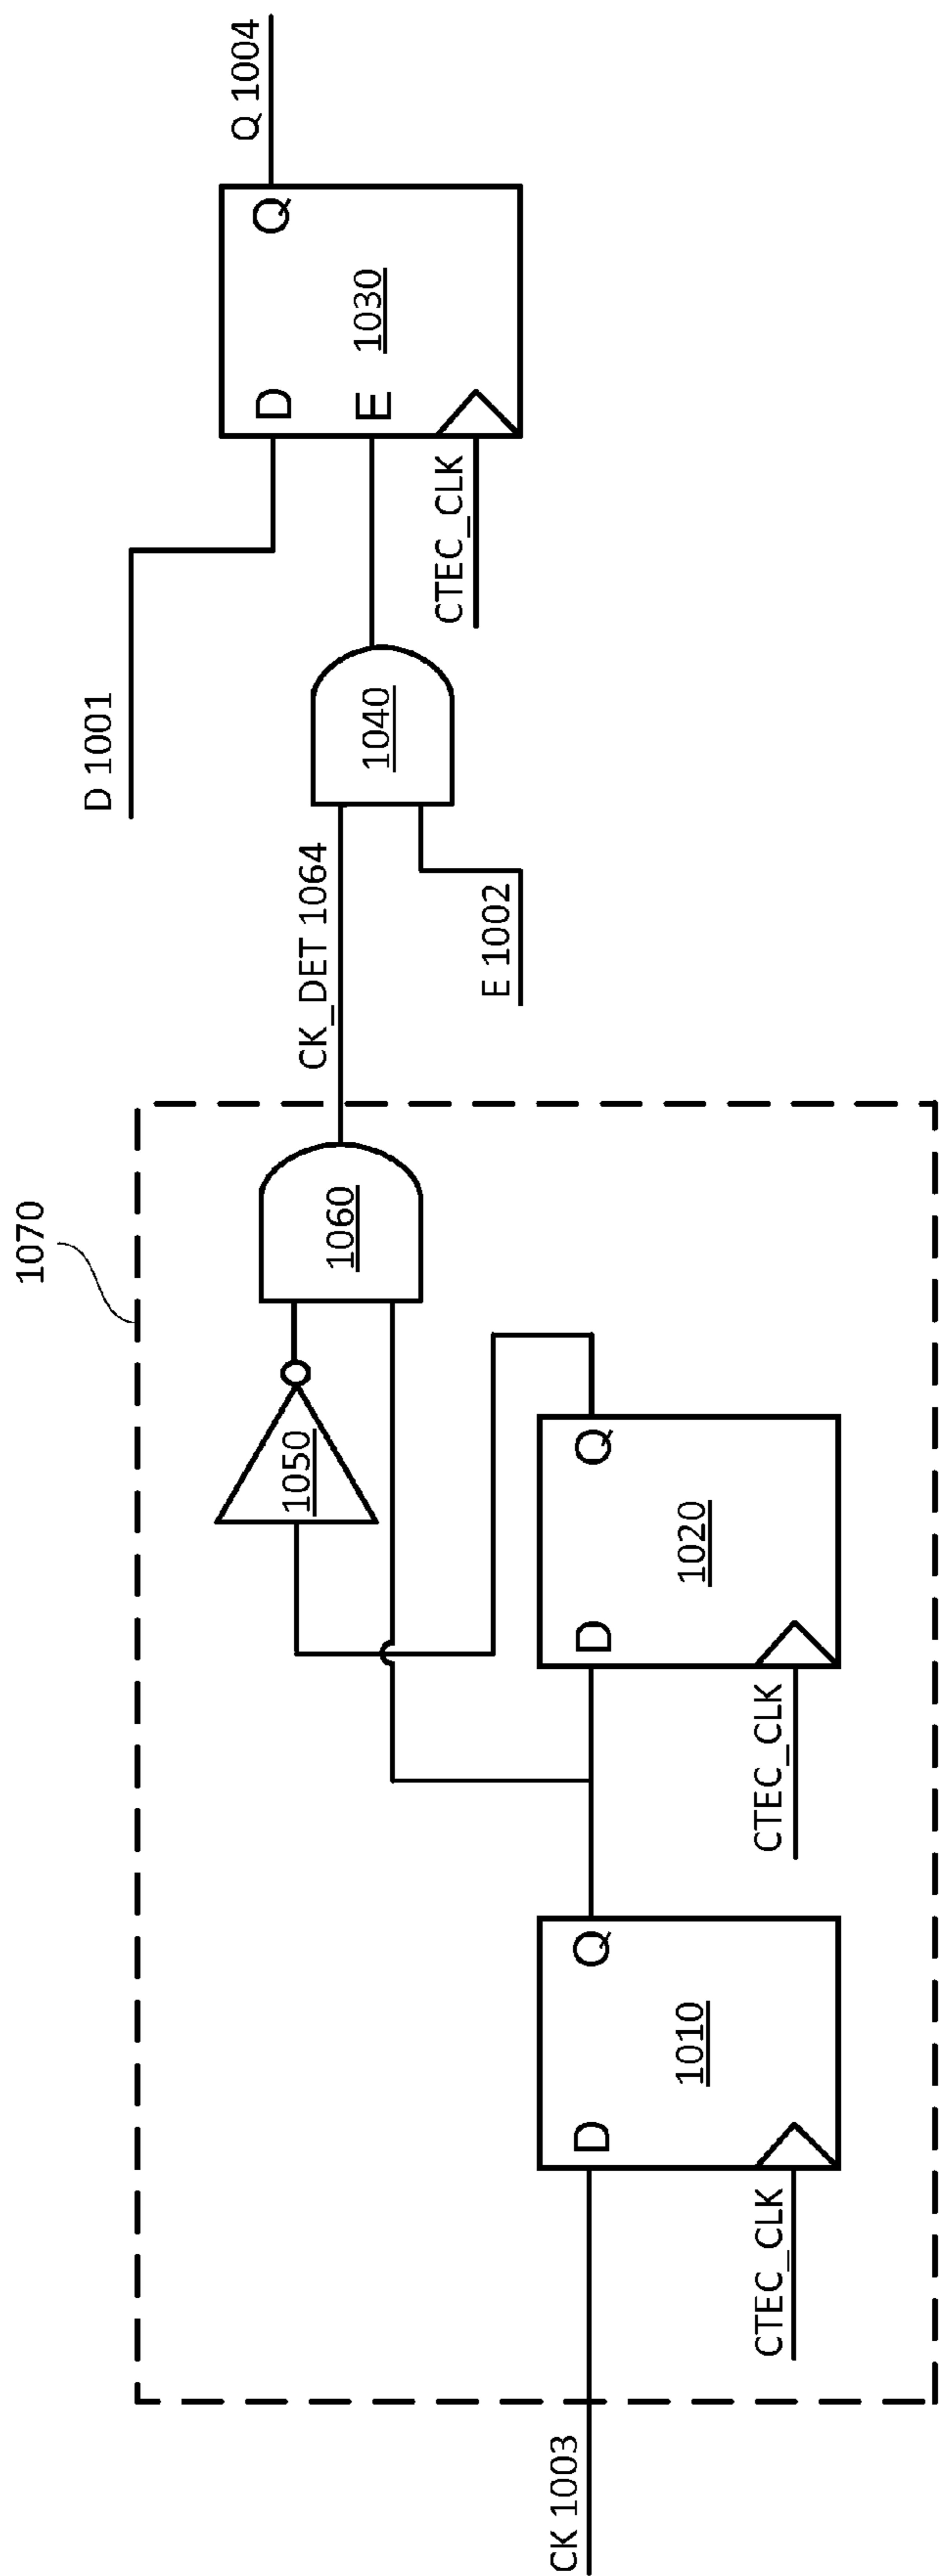 1070
CK 1003
D
Q
1010
CTEC_CLK
D
Q
1020
CTEC_CLK
1050
1060
CK_DET 1064
E 1002
1040
D 1001
D
Q
E
1030
CTEC_CLK
Q 1004